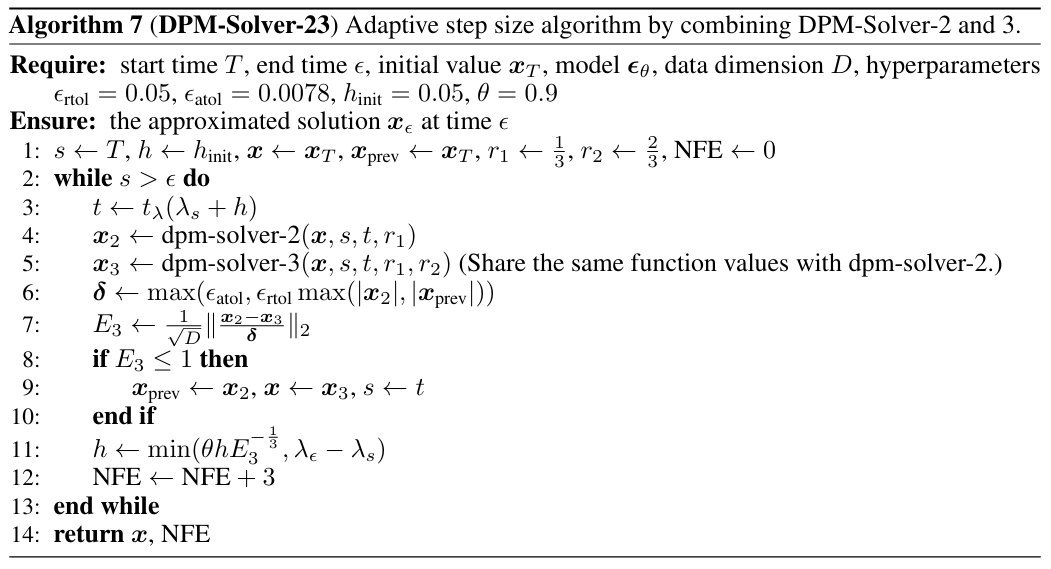 Algorithm 7 (DPM-Solver-23) Adaptive step size algorithm by combining DPM-Solver-2 and 3.
Require: start time $T$, end time $\epsilon$, initial value $\boldsymbol{x}_T$, model $\boldsymbol{\epsilon}_\theta$, data dimension $D$, hyperparameters
$\epsilon_{\text{rtol}} = 0.05$, $\epsilon_{\text{atol}} = 0.0078$, $h_{\text{init}} = 0.05$, $\theta = 0.9$
Ensure: the approximated solution $\boldsymbol{x}_\epsilon$ at time $\epsilon$
1: $s \leftarrow T$, $h \leftarrow h_{\text{init}}$, $\boldsymbol{x} \leftarrow \boldsymbol{x}_T$, $\boldsymbol{x}_{\text{prev}} \leftarrow \boldsymbol{x}_T$, $r_1 \leftarrow \frac{1}{3}$, $r_2 \leftarrow \frac{2}{3}$, NFE $\leftarrow 0$
2: while $s > \epsilon$ do
3: $t \leftarrow t_\lambda(\lambda_s + h)$
4: $\boldsymbol{x}_2 \leftarrow$ dpm-solver-2$(\boldsymbol{x}, s, t, r_1)$
5: $\boldsymbol{x}_3 \leftarrow$ dpm-solver-3$(\boldsymbol{x}, s, t, r_1, r_2)$ (Share the same function values with dpm-solver-2.)
6: $\boldsymbol{\delta} \leftarrow \max(\epsilon_{\text{atol}}, \epsilon_{\text{rtol}} \max(|\boldsymbol{x}_2|, |\boldsymbol{x}_{\text{prev}}|))$
7: $E_3 \leftarrow \frac{1}{\sqrt{D}} \| \frac{\boldsymbol{x}_2 - \boldsymbol{x}_3}{\boldsymbol{\delta}} \|_2$
8: if $E_3 \leq 1$ then
9: $\boldsymbol{x}_{\text{prev}} \leftarrow \boldsymbol{x}_2$, $\boldsymbol{x} \leftarrow \boldsymbol{x}_3$, $s \leftarrow t$
10: end if
11: $h \leftarrow \min(\theta h E_3^{-\frac{1}{3}}, \lambda_\epsilon - \lambda_s)$
12: NFE $\leftarrow$ NFE $+ 3$
13: end while
14: return $\boldsymbol{x}$, NFE